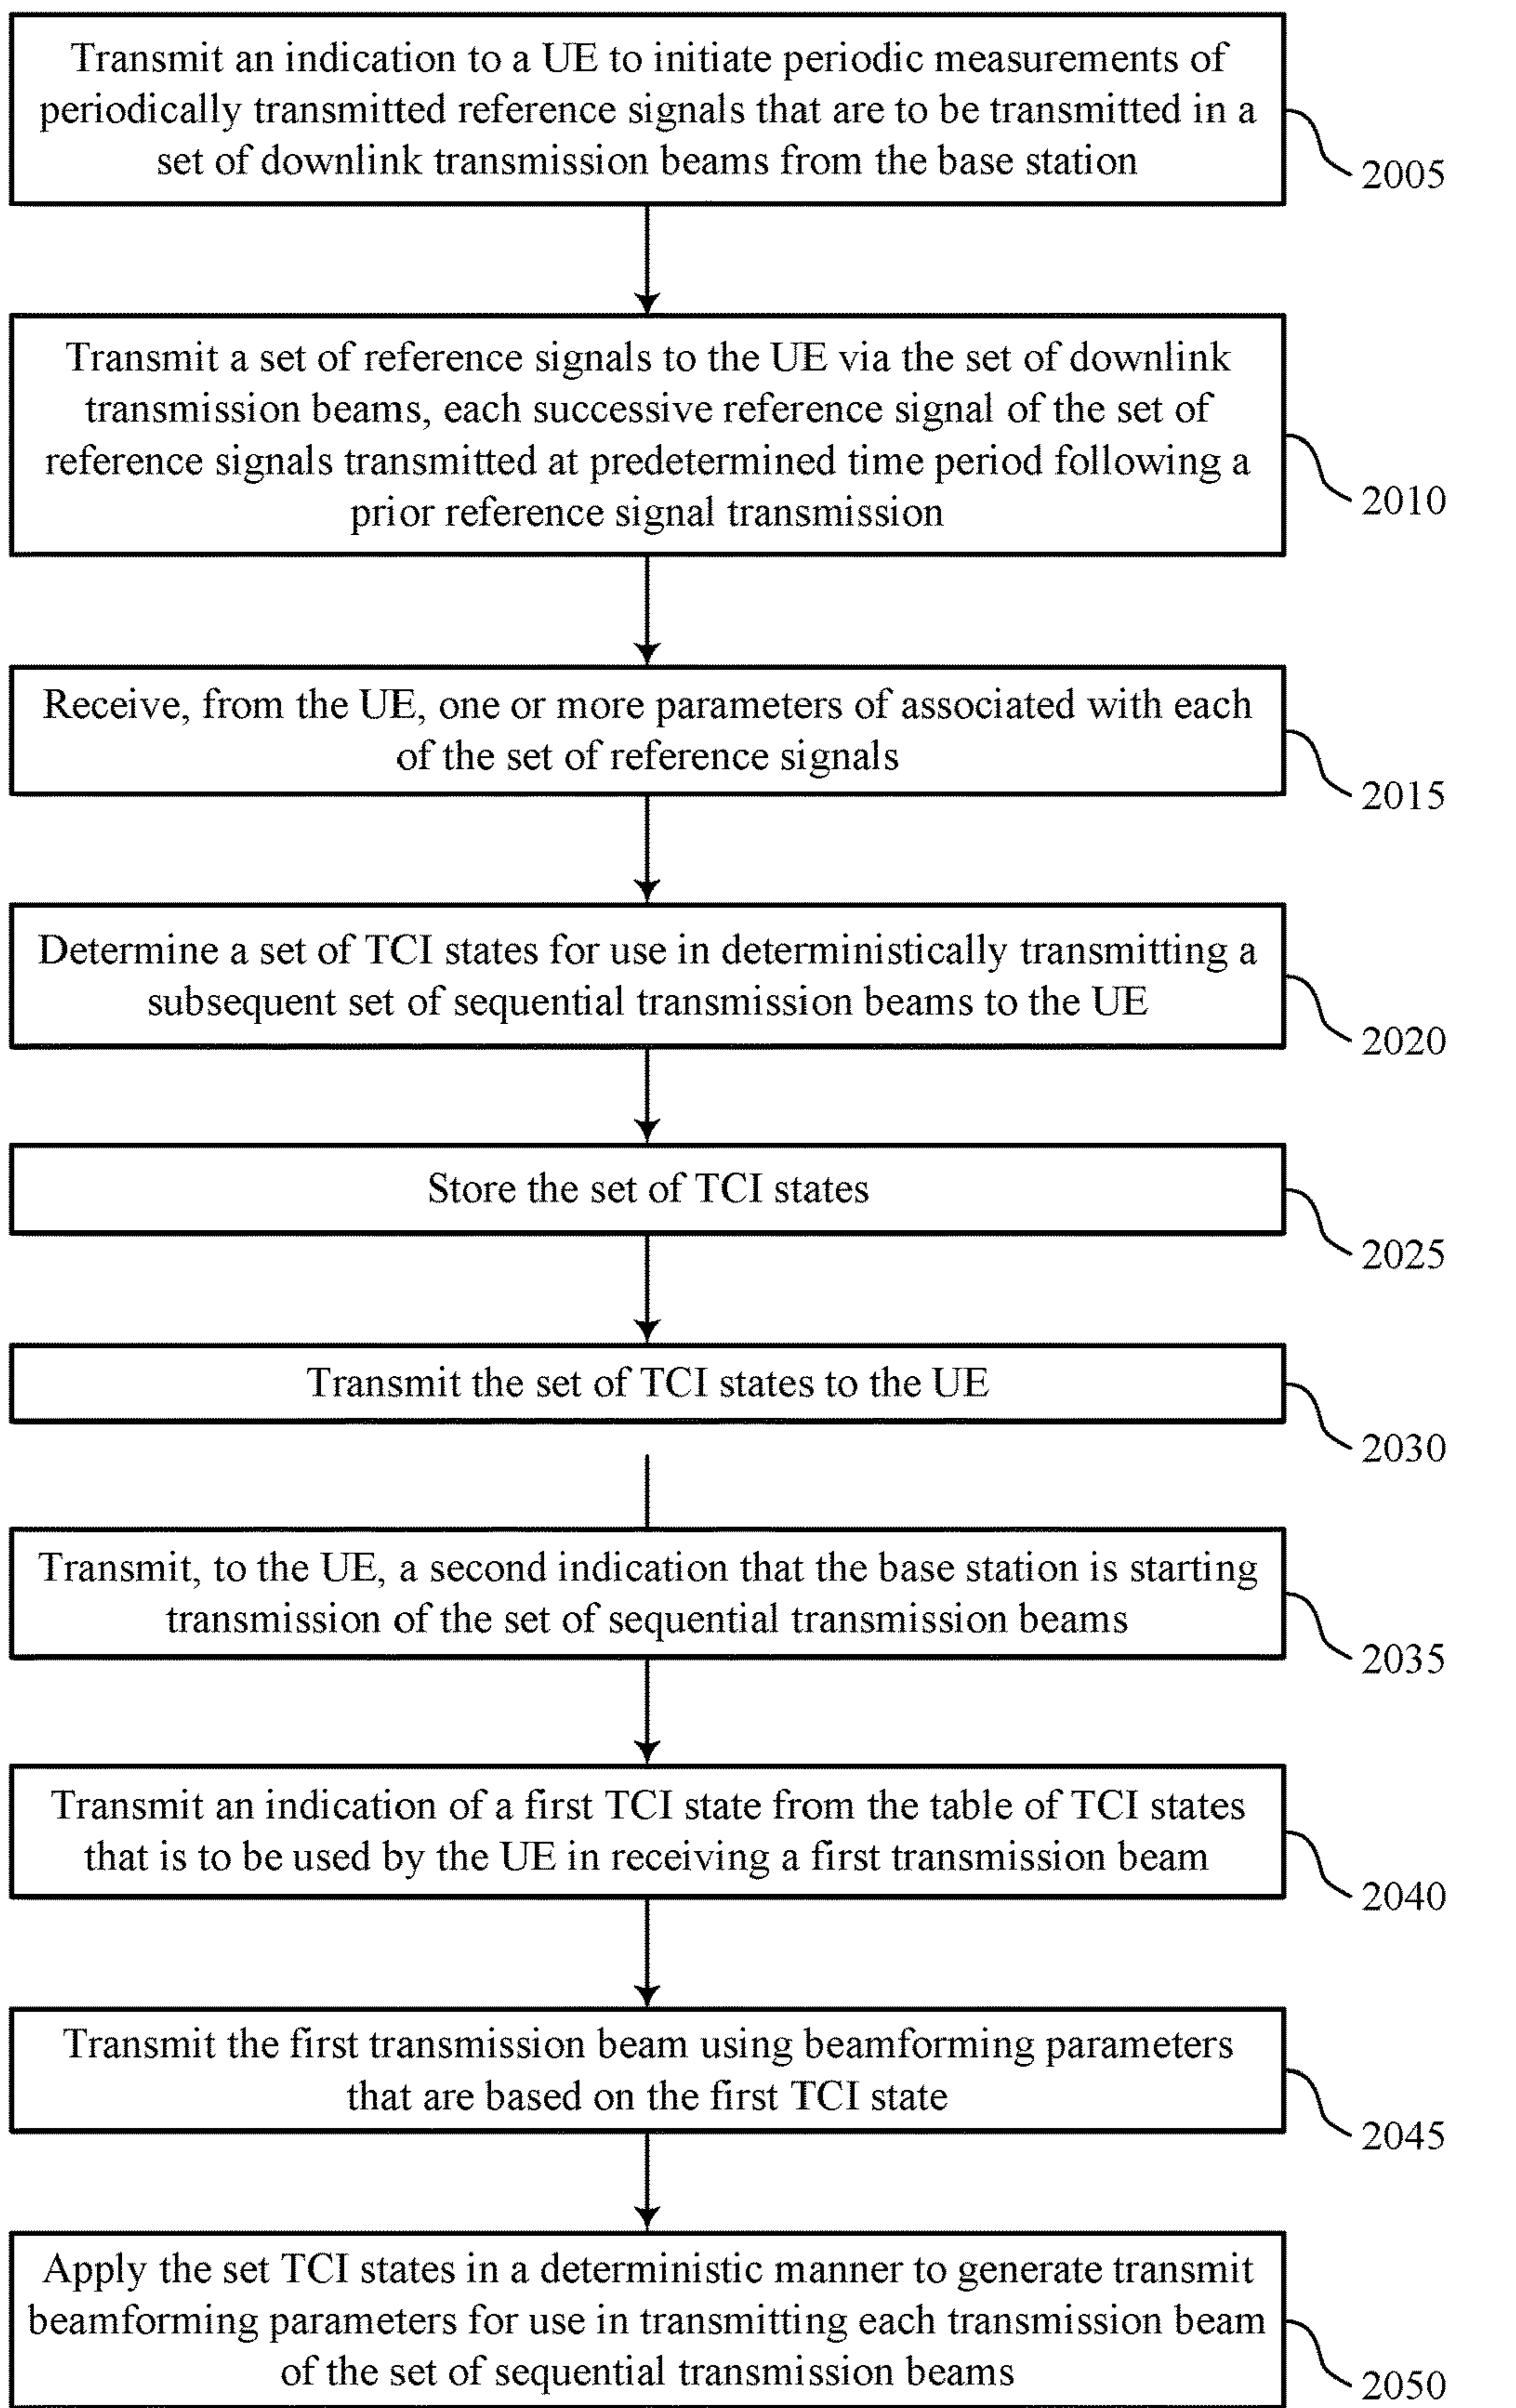 Transmit an indication to a UE to initiate periodic measurements of
periodically transmitted reference signals that are to be transmitted in a
set of downlink transmission beams from the base station
2005
Transmit a set of reference signals to the UE via the set of downlink
transmission beams, each successive reference signal of the set of
reference signals transmitted at predetermined time period following a
prior reference signal transmission
2010
Receive, from the UE, one or more parameters of associated with each
of the set of reference signals
2015
Determine a set of TCI states for use in deterministically transmitting a
subsequent set of sequential transmission beams to the UE
2020
Store the set of TCI states
2025
Transmit the set of TCI states to the UE
2030
Transmit, to the UE, a second indication that the base station is starting
transmission of the set of sequential transmission beams
2035
Transmit an indication of a first TCI state from the table of TCI states
that is to be used by the UE in receiving a first transmission beam
2040
Transmit the first transmission beam using beamforming parameters
that are based on the first TCI state
2045
Apply the set TCI states in a deterministic manner to generate transmit
beamforming parameters for use in transmitting each transmission beam
of the set of sequential transmission beams
2050